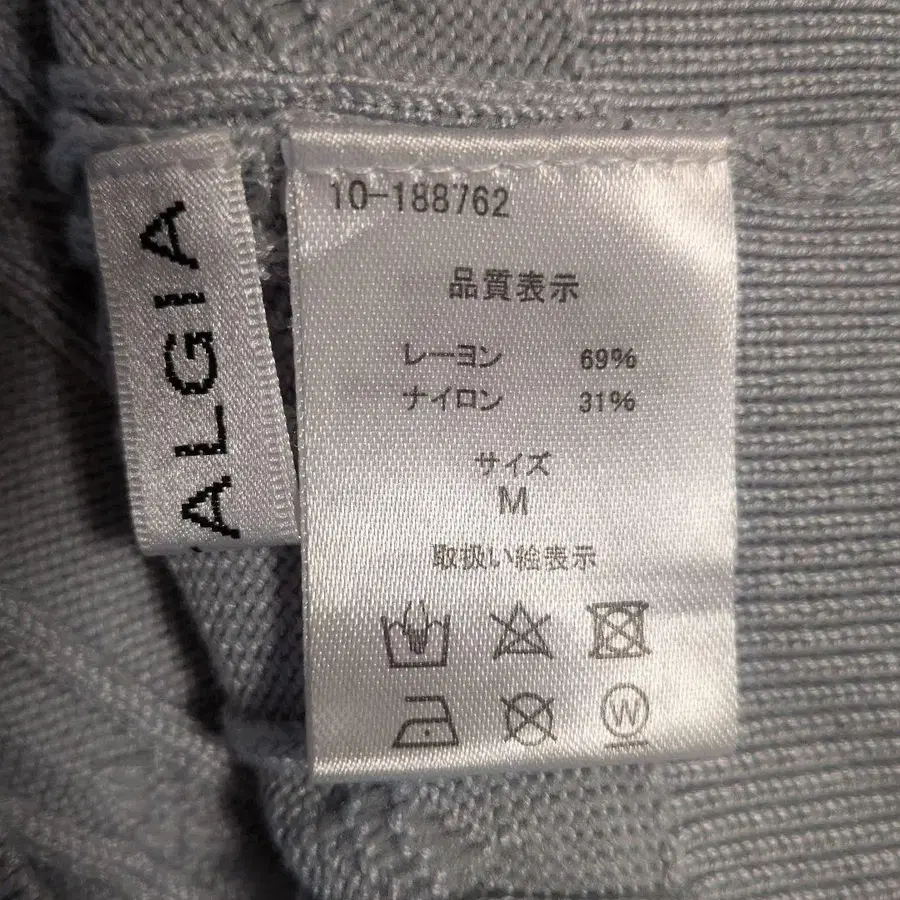 ALGIA
10-188762
品質表示
レーヨン 69%
ナイロン 31%
サイズ
M
取扱い絵表示
W